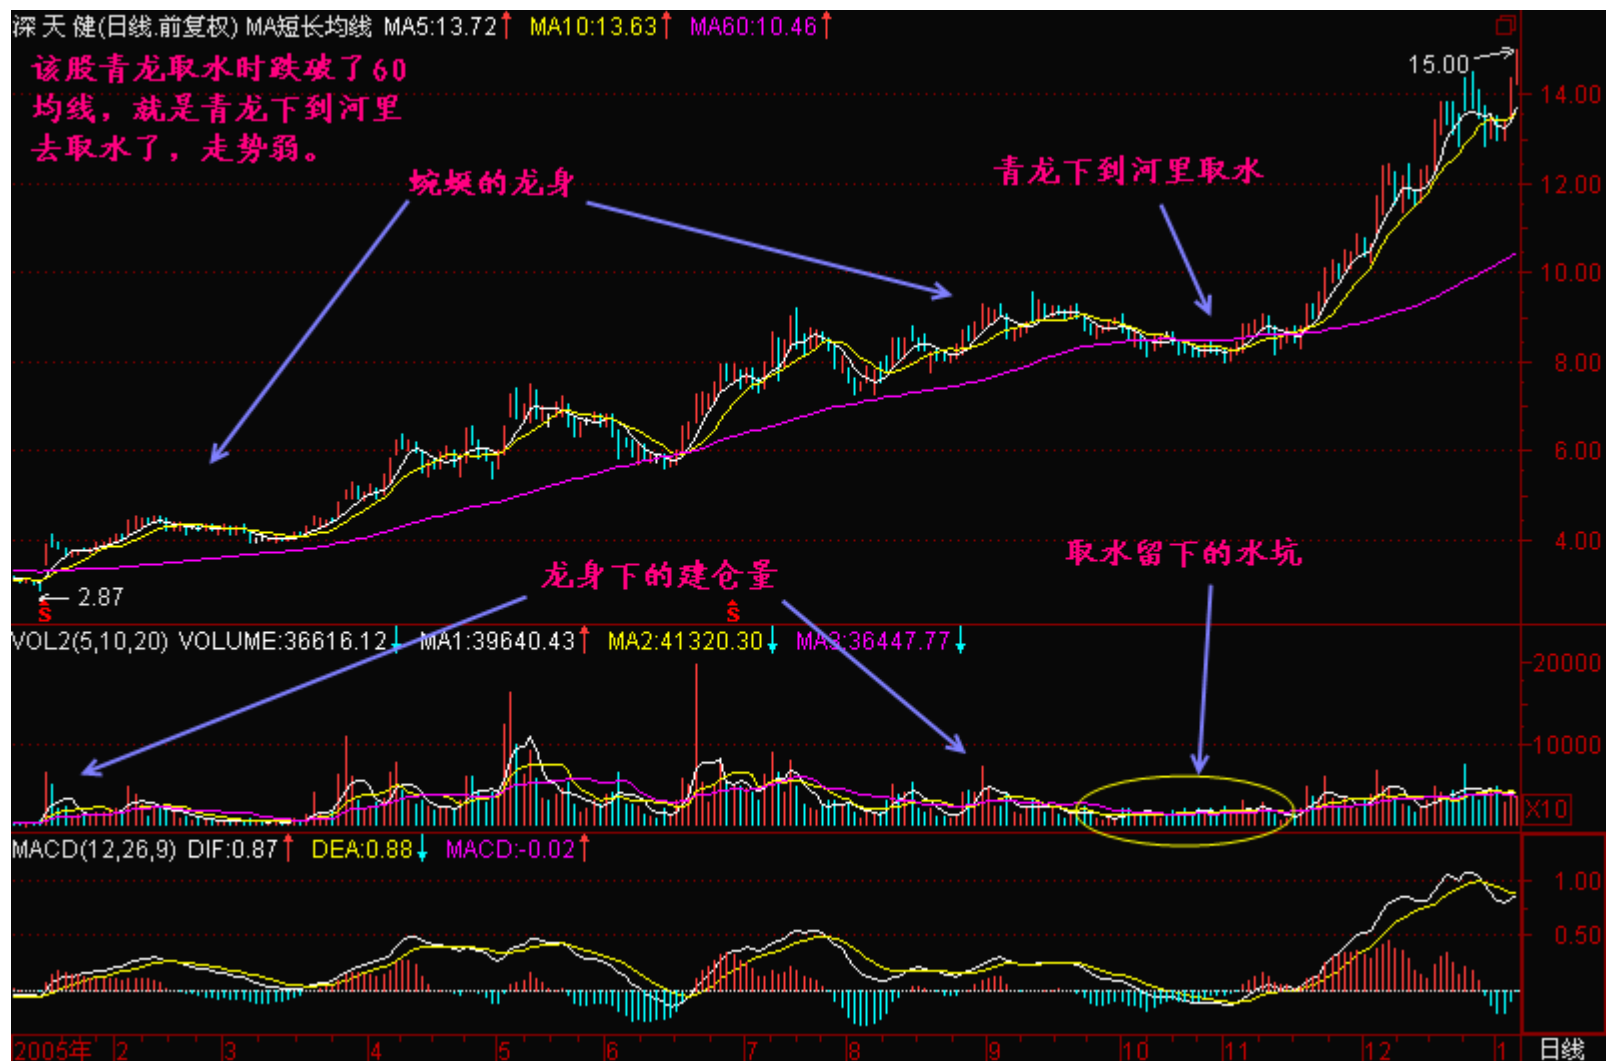 深 天 健(日线.前复权) MA短长均线 MA5:13.72↑ MA10:13.63↑ MA60:10.46↑
该股青龙取水时跌破了60
均线，就是青龙下到河里
去取水了，走势弱。
15.00
14.00
蜿蜒的龙身
青龙下到河里取水
12.00
10.00
8.00
6.00
4.00
龙身下的建仓量
取水留下的水坑
2.87
S
S
VOL2(5,10,20) VOLUME:36616.12↓ MA1:39640.43↑ MA2:41320.30↓ MA3:36447.77↓
20000
10000
X10
MACD(12,26,9) DIF:0.87↑ DEA:0.88↓ MACD:-0.02↑
1.00
0.50
2005年 2 3 4 5 6 7 8 9 10 11 12 1 日线